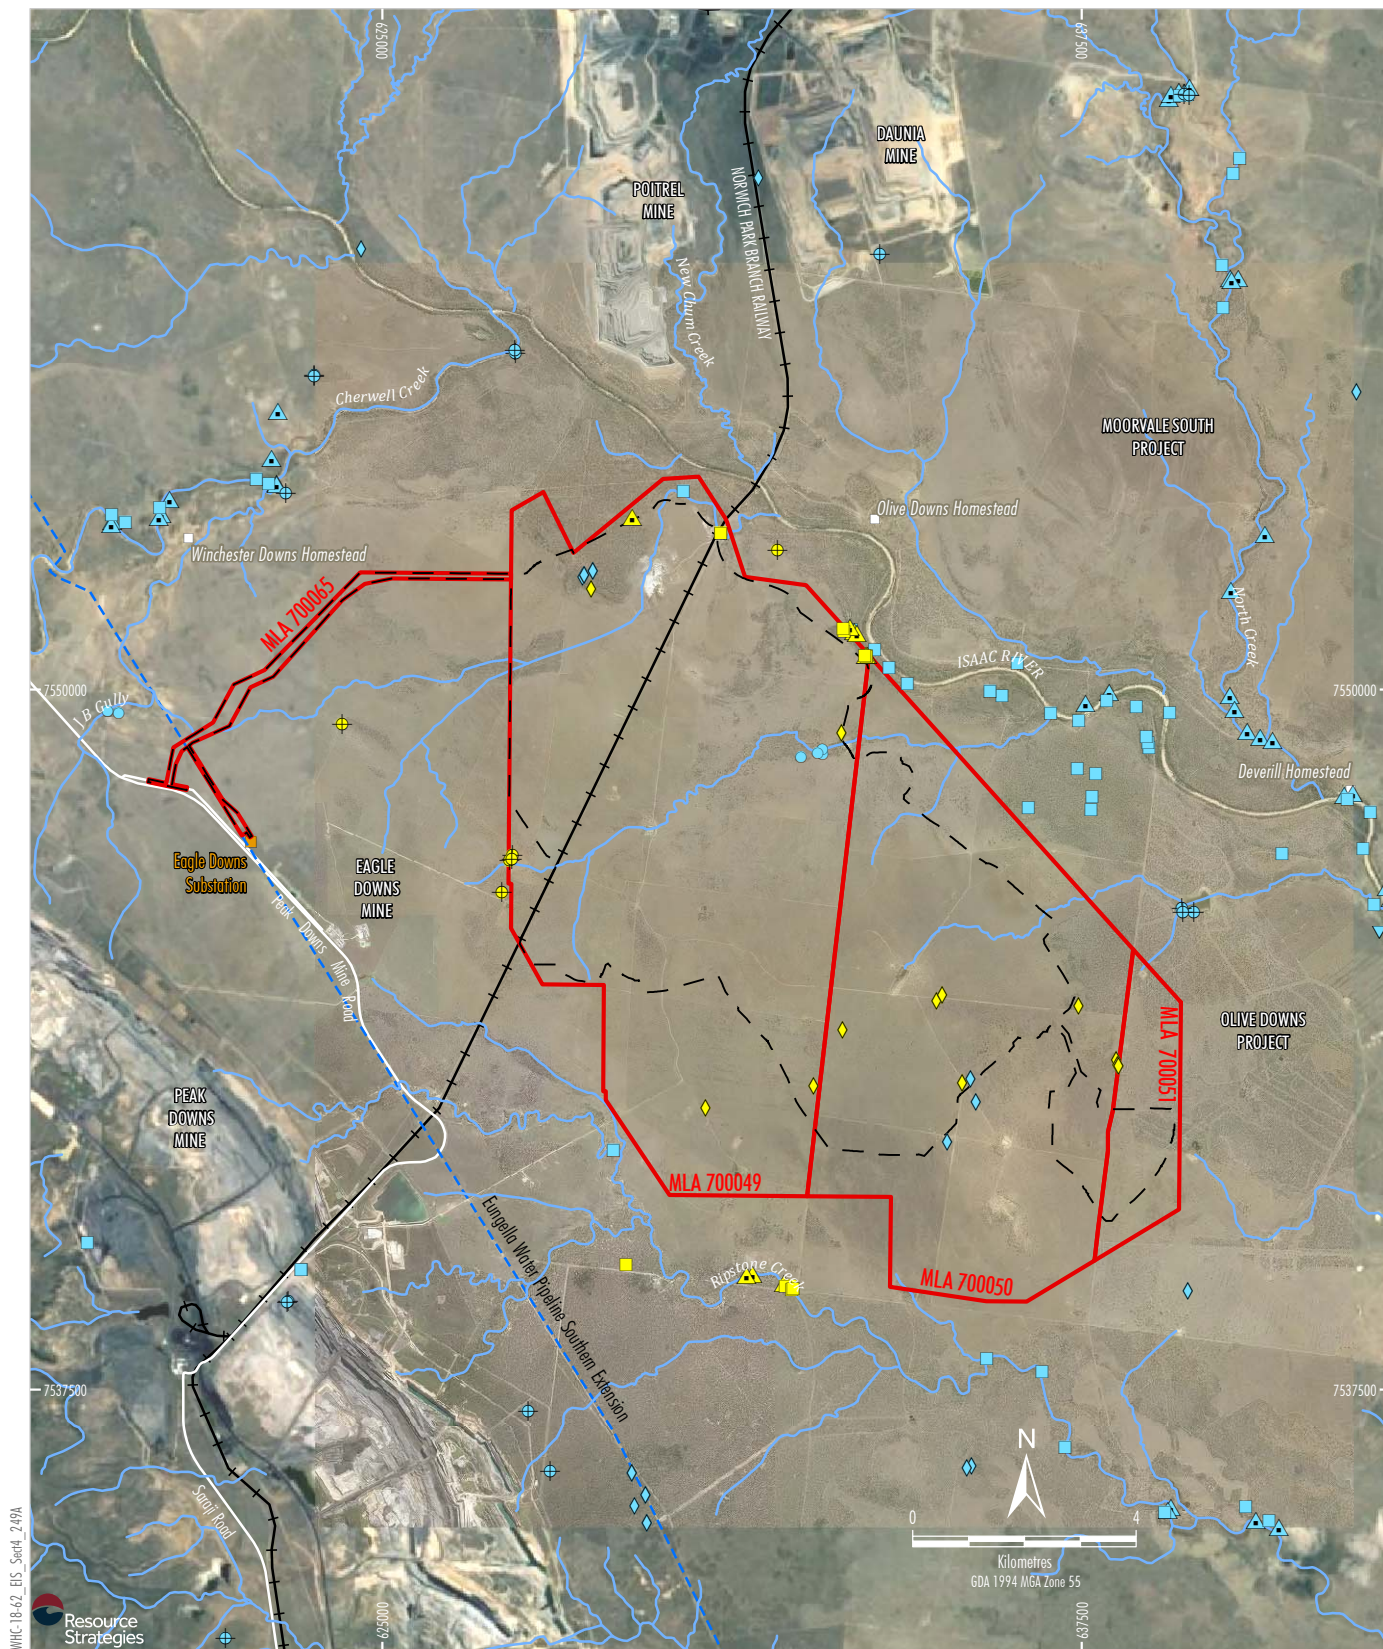 625000
637500
DAUNIA
MINE
POITREL
MINE
NORWICH PARK BRANCH RAILWAY
New Chum Creek
Cherwell Creek
MOORVALE SOUTH
PROJECT
Olive Downs Homestead
Winchester Downs Homestead
MLA 700065
North Creek
ISAAC RIVER
7550000
7550000
Deverill Homestead
Eagle Downs
Substation
EAGLE
DOWNS
MINE
Peak Downs Mine Road
OLIVE DOWNS
PROJECT
MLA 700051
PEAK
DOWNS
MINE
MLA 700049
Eungella Water Pipeline Southern Extension
Ripstone Creek
MLA 700050
7537500
7537500
N
0 4
Kilometres
GDA 1994 MGA Zone 55
Saraji Road
WHC-18-62_EIS_Sect4_249A
Resource
Strategies
625000
637500